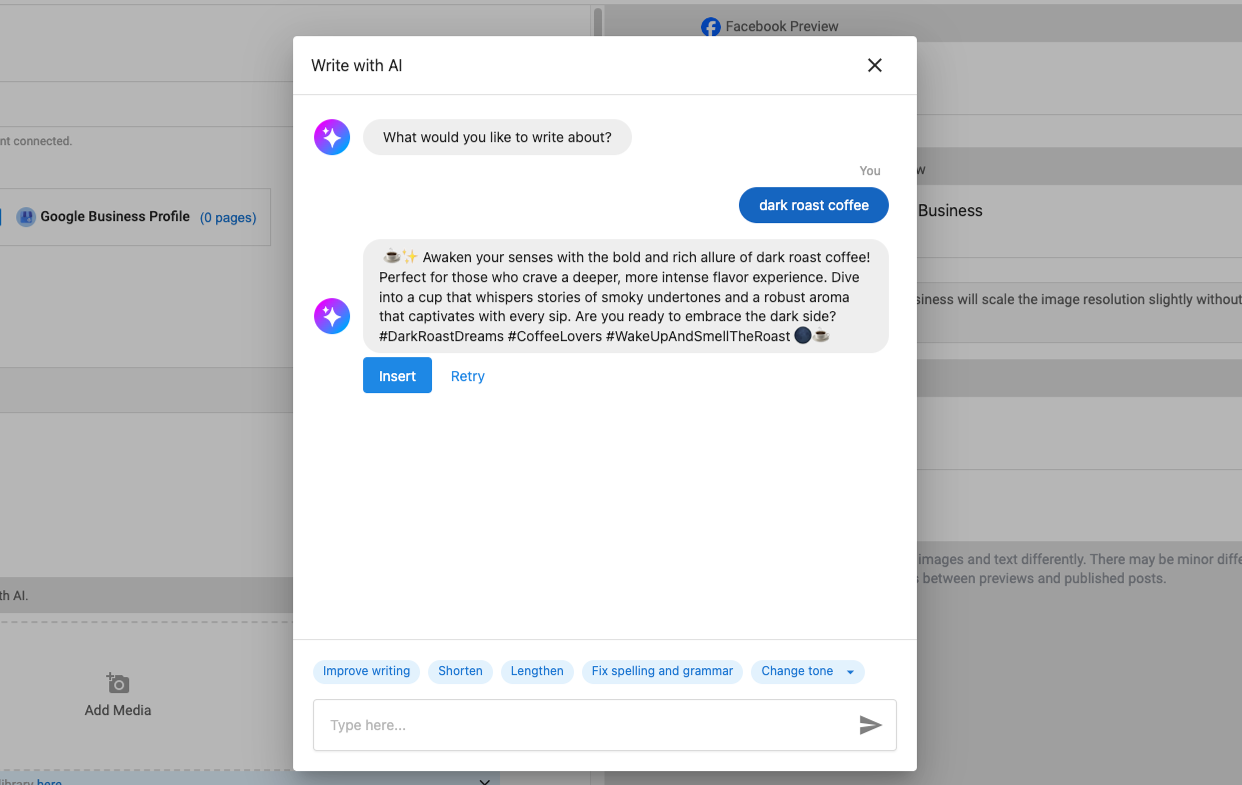 Facebook Preview
Write with AI
What would you like to write about?
nt connected.
You
Google Business Profile (0 pages)
dark roast coffee
Business
☕✨ Awaken your senses with the bold and rich allure of dark roast coffee!
Perfect for those who crave a deeper, more intense flavor experience. Dive
into a cup that whispers stories of smoky undertones and a robust aroma
that captivates with every sip. Are you ready to embrace the dark side?
#DarkRoastDreams #CoffeeLovers #WakeUpAndSmellTheRoast 🌑☕
siness will scale the image resolution slightly without
Insert
Retry
images and text differently. There may be minor diffe
between previews and published posts.
th AI.
Improve writing
Shorten
Lengthen
Fix spelling and grammar
Change tone
Add Media
Type here...
library here